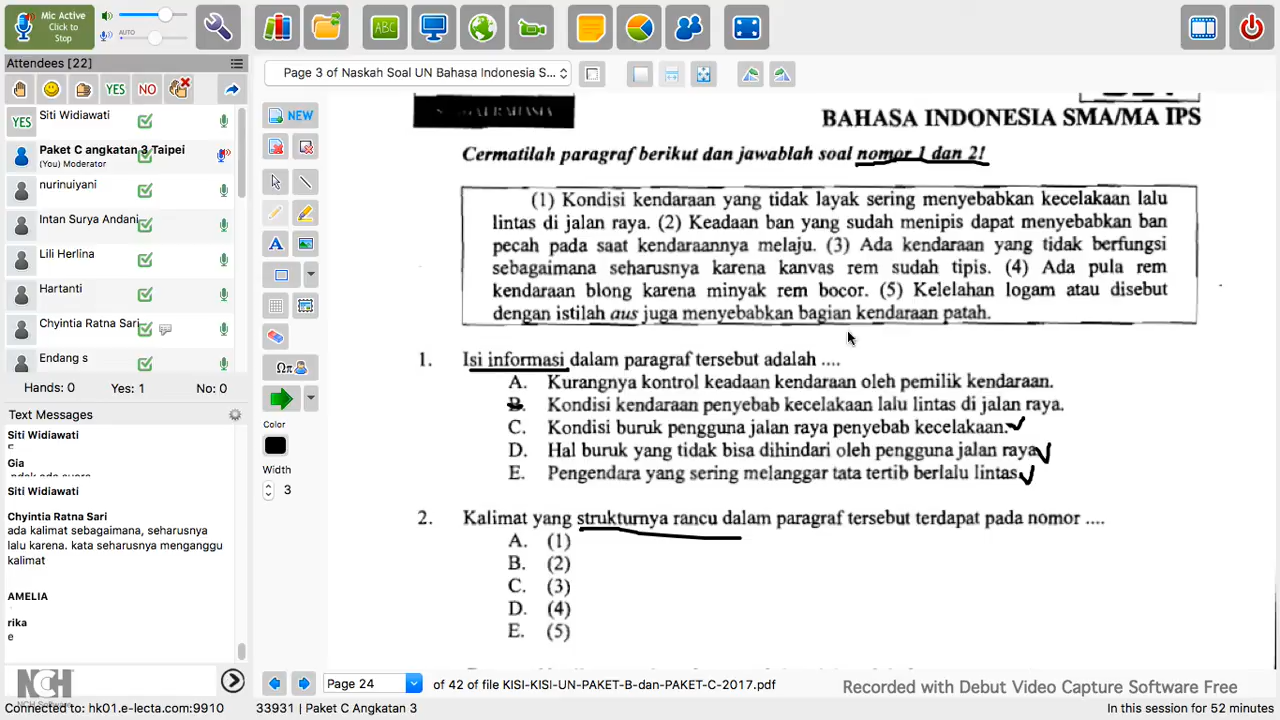 Mic Active
Click to
Stop
AUTO
ABC
Attendees [22]
YES NO
YES Siti Widiawati
Paket C angkatan 3 Taipei
(You) Moderator
nurinuiyani
Intan Surya Andani
Lili Herlina
Hartanti
Chyintia Ratna Sari
Endang s
Hands: 0 Yes: 1 No: 0
Text Messages
Siti Widiawati
Gia
Siti Widiawati
Chyintia Ratna Sari
ada kalimat sebagaimana, seharusnya
lalu karena. kata seharusnya menganggu
kalimat
AMELIA
rika
e
NCH
Connected to: hk01.e-lecta.com:9910
Page 3 of Naskah Soal UN Bahasa Indonesia S...
NEW
A
Ωπ
Color
Width
3
BAHASA INDONESIA SMA/MA IPS
Cermatilah paragraf berikut dan jawablah soal nomor 1 dan 2!
(1) Kondisi kendaraan yang tidak layak sering menyebabkan kecelakaan lalu
lintas di jalan raya. (2) Keadaan ban yang sudah menipis dapat menyebabkan ban
pecah pada saat kendaraannya melaju. (3) Ada kendaraan yang tidak berfungsi
sebagaimana seharusnya karena kanvas rem sudah tipis. (4) Ada pula rem
kendaraan blong karena minyak rem bocor. (5) Kelelahan logam atau disebut
dengan istilah aus juga menyebabkan bagian kendaraan patah.
1. Isi informasi dalam paragraf tersebut adalah ....
A. Kurangnya kontrol keadaan kendaraan oleh pemilik kendaraan.
B. Kondisi kendaraan penyebab kecelakaan lalu lintas di jalan raya.
C. Kondisi buruk pengguna jalan raya penyebab kecelakaan.
D. Hal buruk yang tidak bisa dihindari oleh pengguna jalan raya
E. Pengendara yang sering melanggar tata tertib berlalu lintas
2. Kalimat yang strukturnya rancu dalam paragraf tersebut terdapat pada nomor ....
A. (1)
B. (2)
C. (3)
D. (4)
E. (5)
Page 24 of 42 of file KISI-KISI-UN-PAKET-B-dan-PAKET-C-2017.pdf
Recorded with Debut Video Capture Software Free
33931 | Paket C Angkatan 3
In this session for 52 minutes